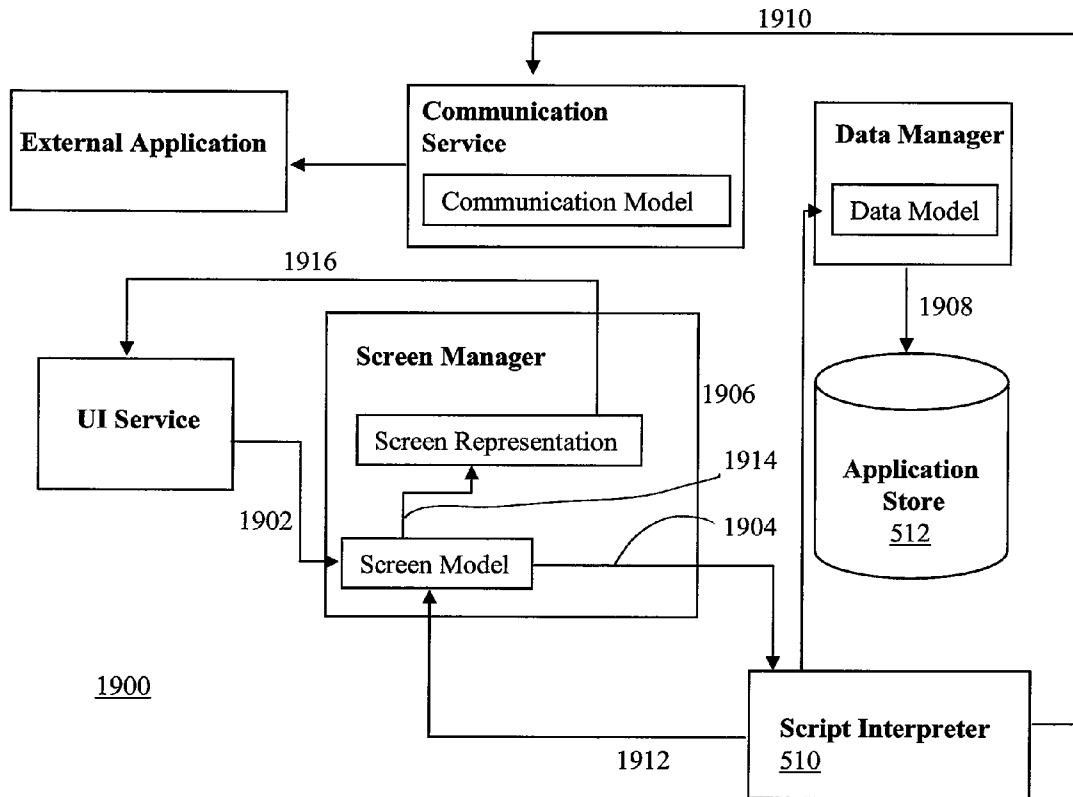 1910
External Application
Communication
Service
Communication Model
Data Manager
Data Model
1916
1908
Screen Manager
1906
UI Service
Screen Representation
1914
Application
Store
512
1902
1904
Screen Model
1900
Script Interpreter
510
1912